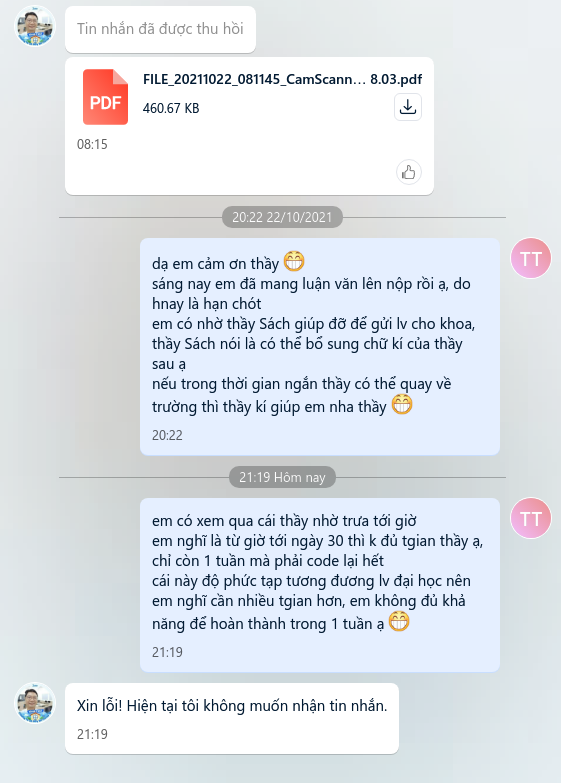 Tin nhắn đã được thu hồi
PDF
FILE_20211022_081145_CamScann... 8.03.pdf
460.67 KB
08:15
20:22 22/10/2021
TT
dạ em cảm ơn thầy 😁
sáng nay em đã mang luận văn lên nộp rồi ạ, do
hnay là hạn chót
em có nhờ thầy Sách giúp đỡ để gửi lv cho khoa,
thầy Sách nói là có thể bổ sung chữ kí của thầy
sau ạ
nếu trong thời gian ngắn thầy có thể quay về
trường thì thầy kí giúp em nha thầy 😁
20:22
21:19 Hôm nay
TT
em có xem qua cái thầy nhờ trưa tới giờ
em nghĩ là từ giờ tới ngày 30 thì k đủ tgian thầy ạ,
chỉ còn 1 tuần mà phải code lại hết
cái này độ phức tạp tương đương lv đại học nên
em nghĩ cần nhiều tgian hơn, em không đủ khả
năng để hoàn thành trong 1 tuần ạ 😁
21:19
Xin lỗi! Hiện tại tôi không muốn nhận tin nhắn.
21:19